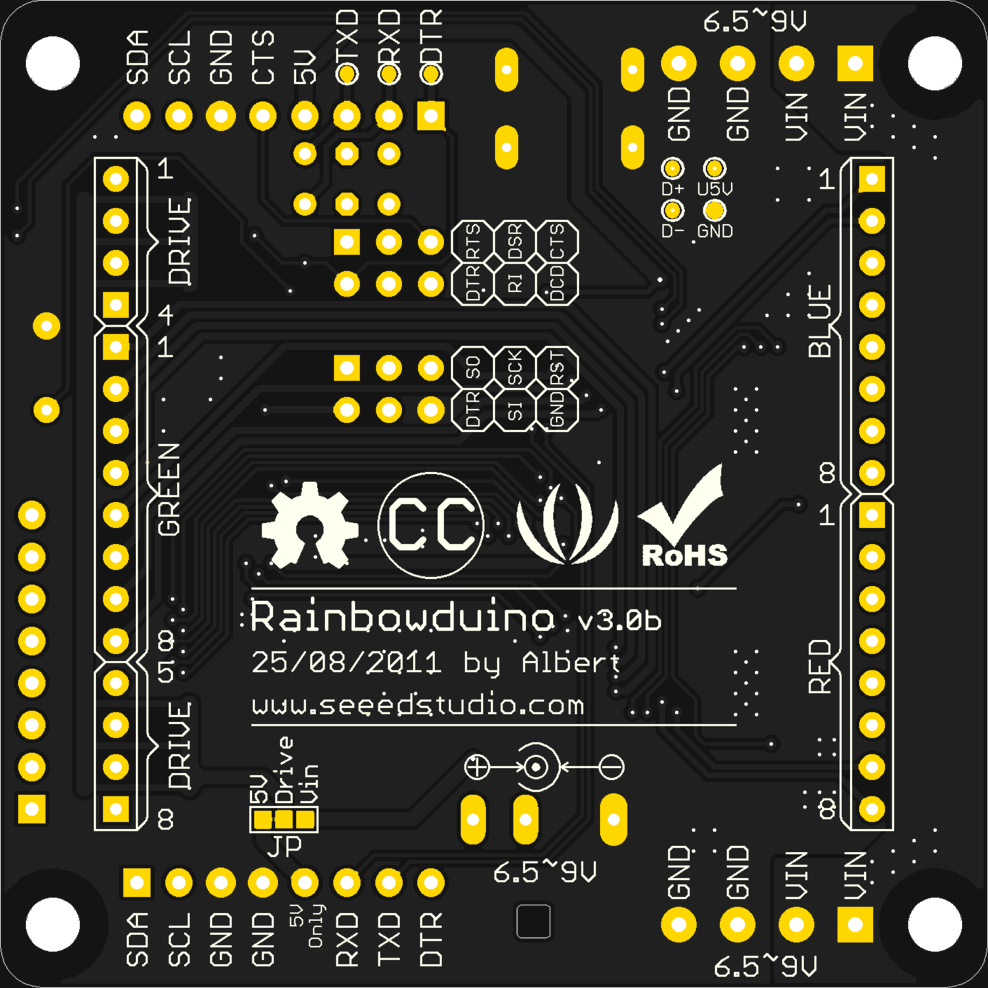 6.5~9V
SDA SCL GND CTS 5V TXD RXD DTR
GND GND VIN VIN
D+ U5V
D- GND
1
DRIVE
4
RTS DSR CTS
DTR RI DCD
1
GREEN
8
SO SCK RST
DTR SI GND
1
BLUE
8
1
RED
8
CC
RoHS
Rainbowduino v3.0b
25/08/2011 by Albert
www.seeedstudio.com
5
DRIVE
8
5V Drive Vin
JP
6.5~9V
GND GND VIN VIN
SDA SCL GND GND 5V Only RXD TXD DTR
6.5~9V